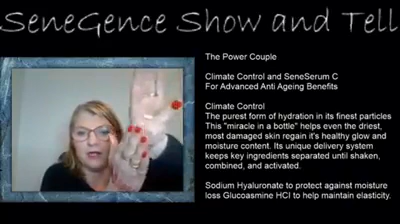 SeneGence Show and Tell
The Power Couple
Climate Control and SeneSerum C
For Advanced Anti Ageing Benefits
Climate Control
The purest form of hydration in its finest particles
This "miracle in a bottle" helps even the driest,
most damaged skin regain it's healthy glow and
moisture content. Its unique delivery system
keeps key ingredients separated until shaken,
combined, and activated.
Sodium Hyaluronate to protect against moisture
loss Glucoasmine HCI to help maintain elasticity.